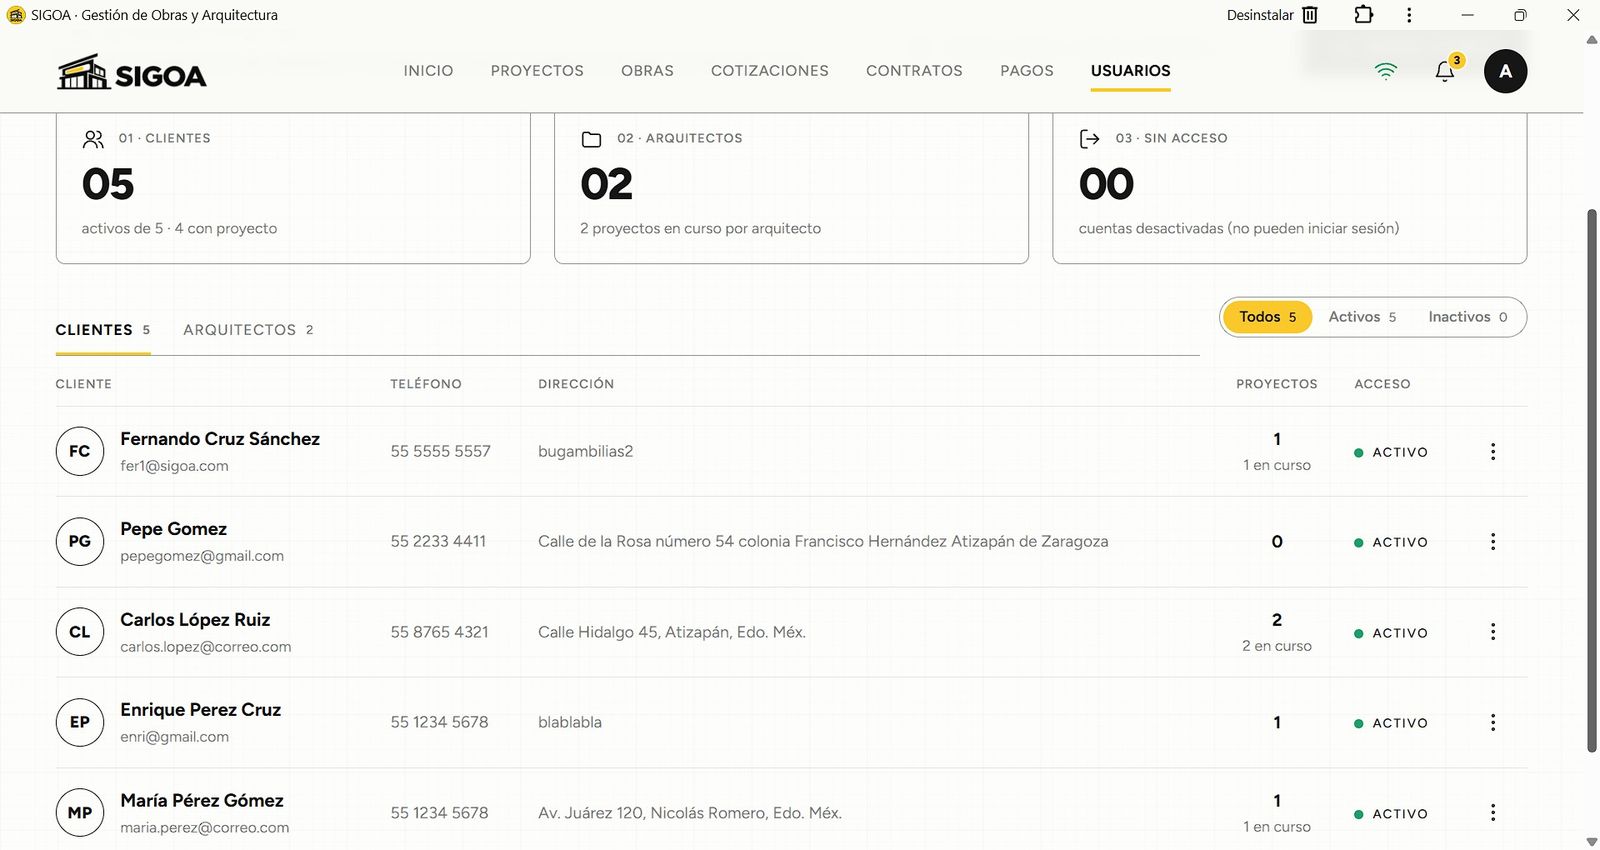 SIGOA · Gestión de Obras y Arquitectura
Desinstalar
SIGOA
INICIO PROYECTOS OBRAS COTIZACIONES CONTRATOS PAGOS USUARIOS
3
A
01 · CLIENTES
05
activos de 5 · 4 con proyecto
02 · ARQUITECTOS
02
2 proyectos en curso por arquitecto
03 · SIN ACCESO
00
cuentas desactivadas (no pueden iniciar sesión)
CLIENTES 5 ARQUITECTOS 2
Todos 5 Activos 5 Inactivos 0
CLIENTE TELÉFONO DIRECCIÓN PROYECTOS ACCESO
FC
Fernando Cruz Sánchez
fer1@sigoa.com
55 5555 5557
bugambilias2
1
1 en curso
ACTIVO
PG
Pepe Gomez
pepegomez@gmail.com
55 2233 4411
Calle de la Rosa número 54 colonia Francisco Hernández Atizapán de Zaragoza
0
ACTIVO
CL
Carlos López Ruiz
carlos.lopez@correo.com
55 8765 4321
Calle Hidalgo 45, Atizapán, Edo. Méx.
2
2 en curso
ACTIVO
EP
Enrique Perez Cruz
enri@gmail.com
55 1234 5678
blablabla
1
ACTIVO
MP
María Pérez Gómez
maria.perez@correo.com
55 1234 5678
Av. Juárez 120, Nicolás Romero, Edo. Méx.
1
1 en curso
ACTIVO